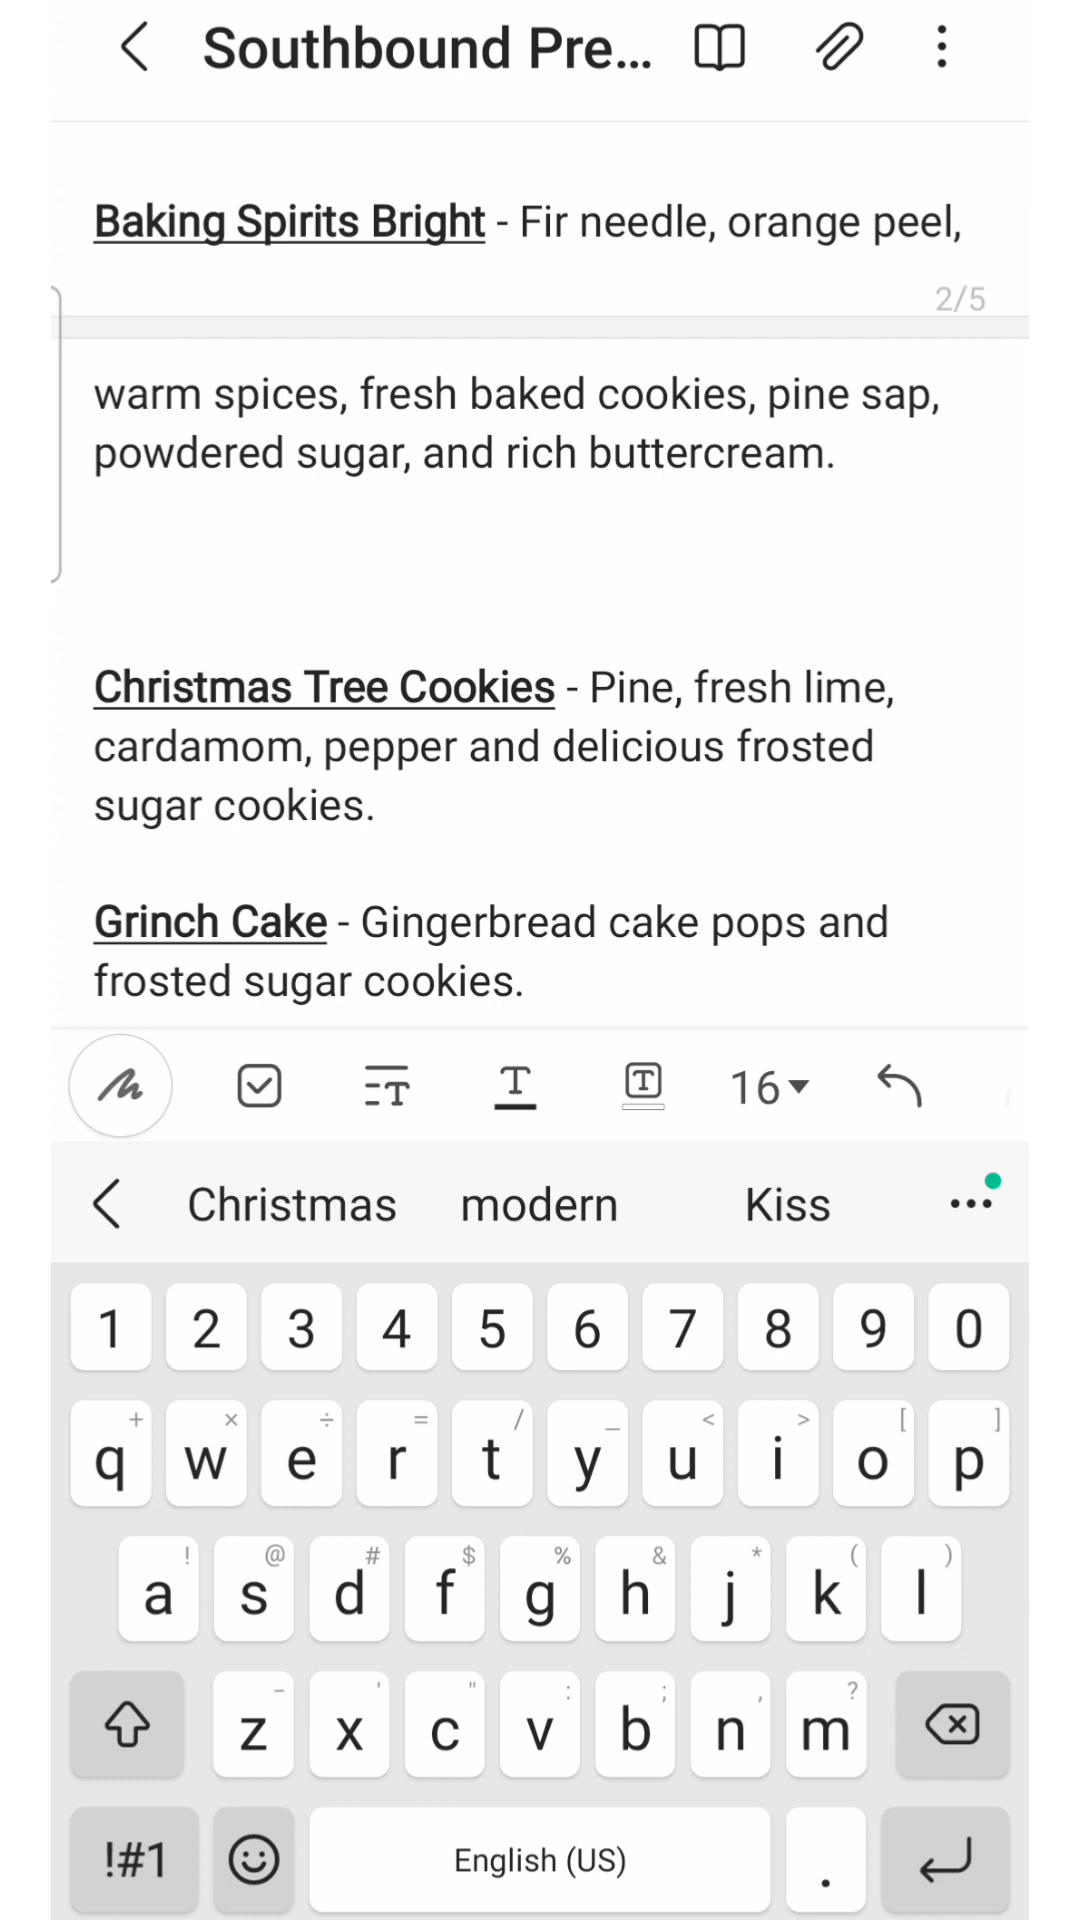 Southbound Pre...
Baking Spirits Bright - Fir needle, orange peel,
2/5
warm spices, fresh baked cookies, pine sap,
powdered sugar, and rich buttercream.
Christmas Tree Cookies - Pine, fresh lime,
cardamom, pepper and delicious frosted
sugar cookies.
Grinch Cake - Gingerbread cake pops and
frosted sugar cookies.
T T T 16
Christmas modern Kiss ...
1 2 3 4 5 6 7 8 9 0
+ × ÷ = / _ < > [ ]
q w e r t y u i o p
! @ # $ % & * ( )
a s d f g h j k l
- ' " : ; , ?
z x c v b n m
!#1 English (US) .